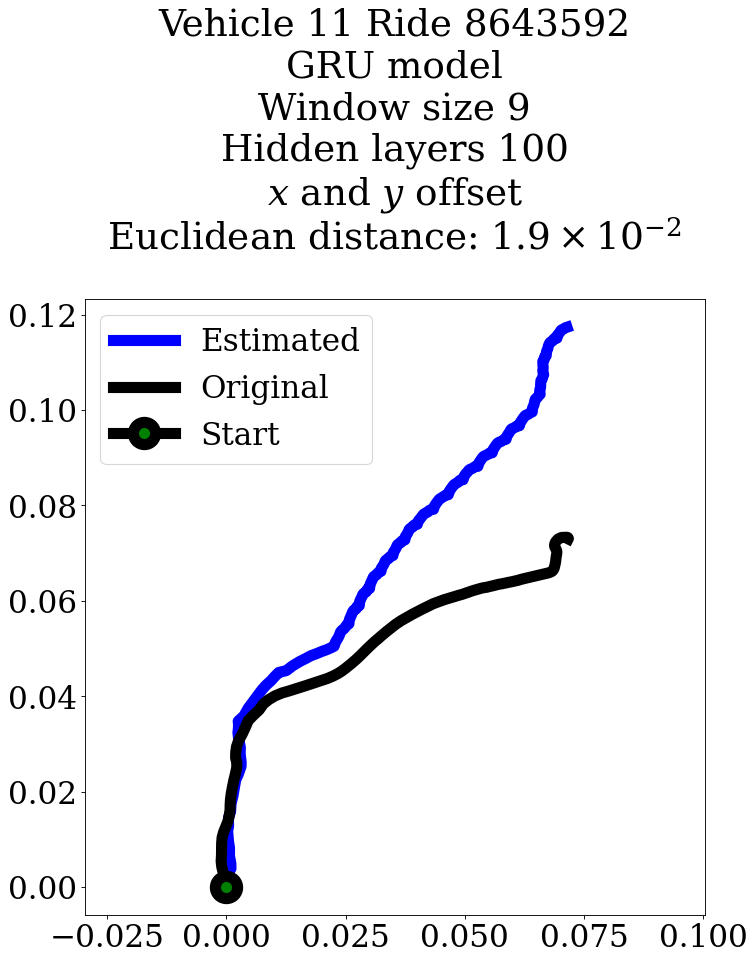 Vehicle 11 Ride 8643592
GRU model
Window size 9
Hidden layers 100
x and y offset
Euclidean distance: 1.9 × 10⁻²
0.12
0.10
0.08
0.06
0.04
0.02
0.00
Estimated
Original
Start
−0.025 0.000 0.025 0.050 0.075 0.100